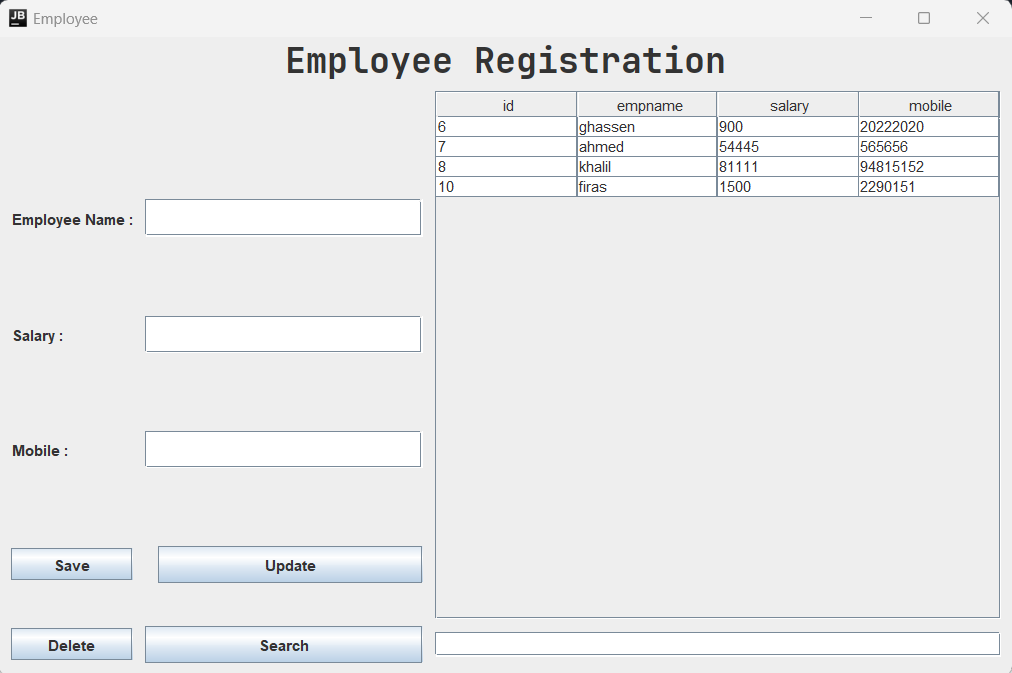 JB Employee
Employee Registration
id empname salary mobile
6 ghassen 900 20222020
7 ahmed 54445 565656
8 khalil 81111 94815152
10 firas 1500 2290151
Employee Name :
Salary :
Mobile :
Save Update
Delete Search